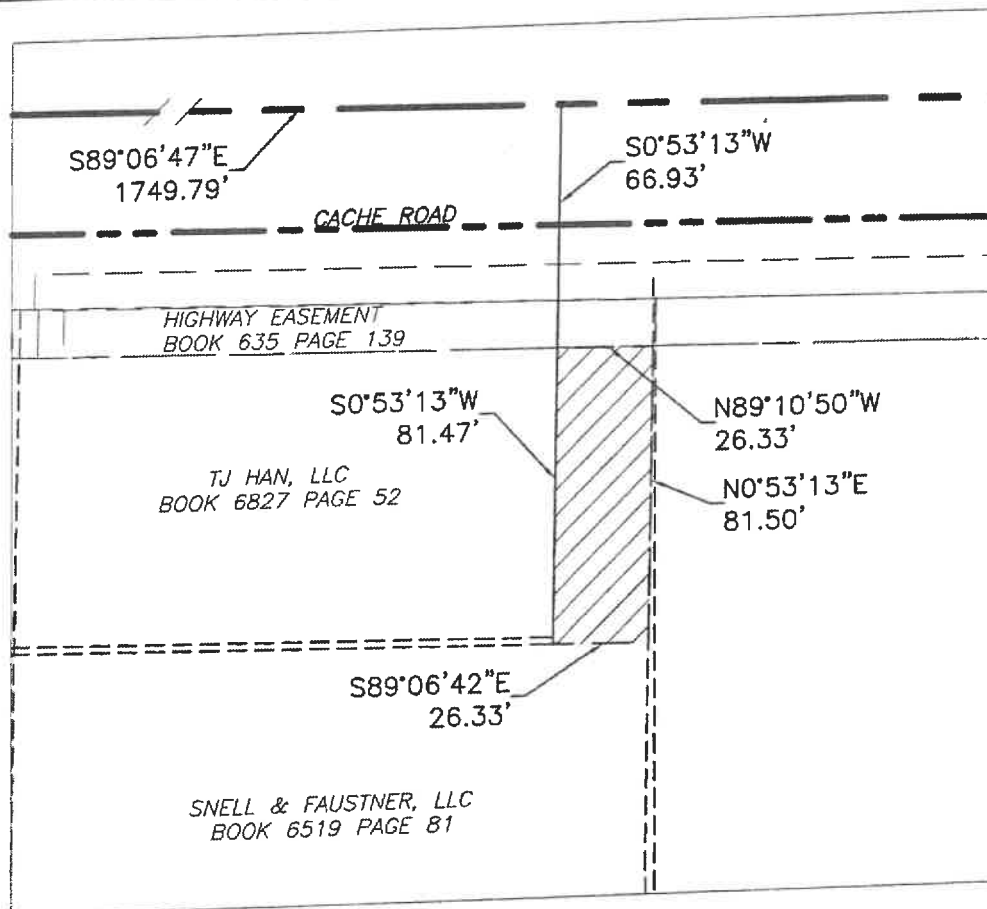 S89°06'47"E
1749.79'
S0°53'13"W
66.93'
CACHE ROAD
HIGHWAY EASEMENT
BOOK 635 PAGE 139
S0°53'13"W
81.47'
N89°10'50"W
26.33'
TJ HAN, LLC
BOOK 6827 PAGE 52
N0°53'13"E
81.50'
S89°06'42"E
26.33'
SNELL & FAUSTNER, LLC
BOOK 6519 PAGE 81